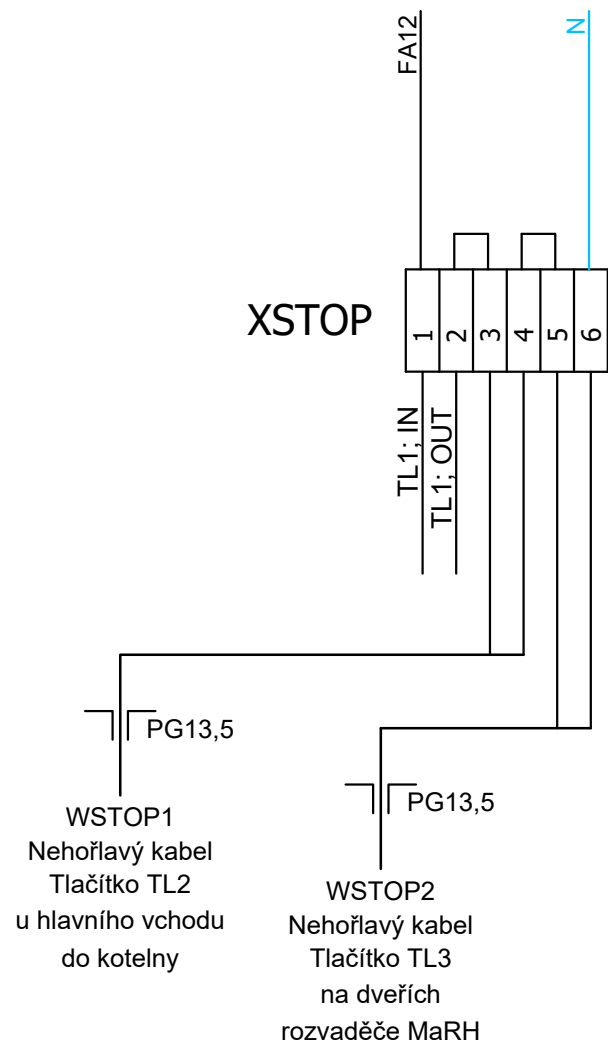 FA12
N
XSTOP
1
2
3
4
5
6
TL1; IN
TL1; OUT
PG13,5
WSTOP1
Nehořlavý kabel
Tlačítko TL2
u hlavního vchodu
do kotelny
PG13,5
WSTOP2
Nehořlavý kabel
Tlačítko TL3
na dveřích
rozvaděče MaRH